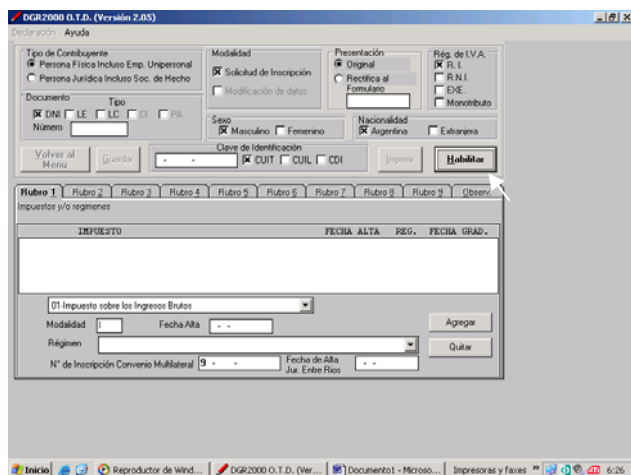 DGR2000 O.T.D. (Versión 2.05)
Declaración Ayuda
Tipo de Contribuyente
Persona Física Incluso Emp. Unipersonal
Persona Jurídica Incluso Soc. de Hecho
Modalidad
Solicitud de Inscripción
Modificación de datos
Presentación
Original
Rectifica al
Formulario
Rég. de I.V.A.
R. I.
R.N.I.
EXE.
Monotributo
Documento Tipo
DNI LE LC CI PA
Número
Sexo
Masculino Femenino
Nacionalidad
Argentina Extranjera
Volver al
Menu
Guardar
Clave de Identificación
- -
CUIT CUIL CDI
Imprimir
Habilitar
Rubro 1 Rubro 2 Rubro 3 Rubro 4 Rubro 5 Rubro 6 Rubro 7 Rubro 8 Rubro 9 Observ.
Impuestos y/o regimenes
IMPUESTO FECHA ALTA REG. FECHA GRAD.
01-Impuesto sobre los Ingresos Brutos
Modalidad I Fecha Alta - -
Agregar
Régimen
Quitar
N° de Inscripción Convenio Multilateral 9 - - Fecha de Alta
Jur. Entre Rios - -
Inicio Reproductor de Wind... DGR2000 O.T.D. (Ver... Documento1 - Microso... Impresoras y faxes » 6:26